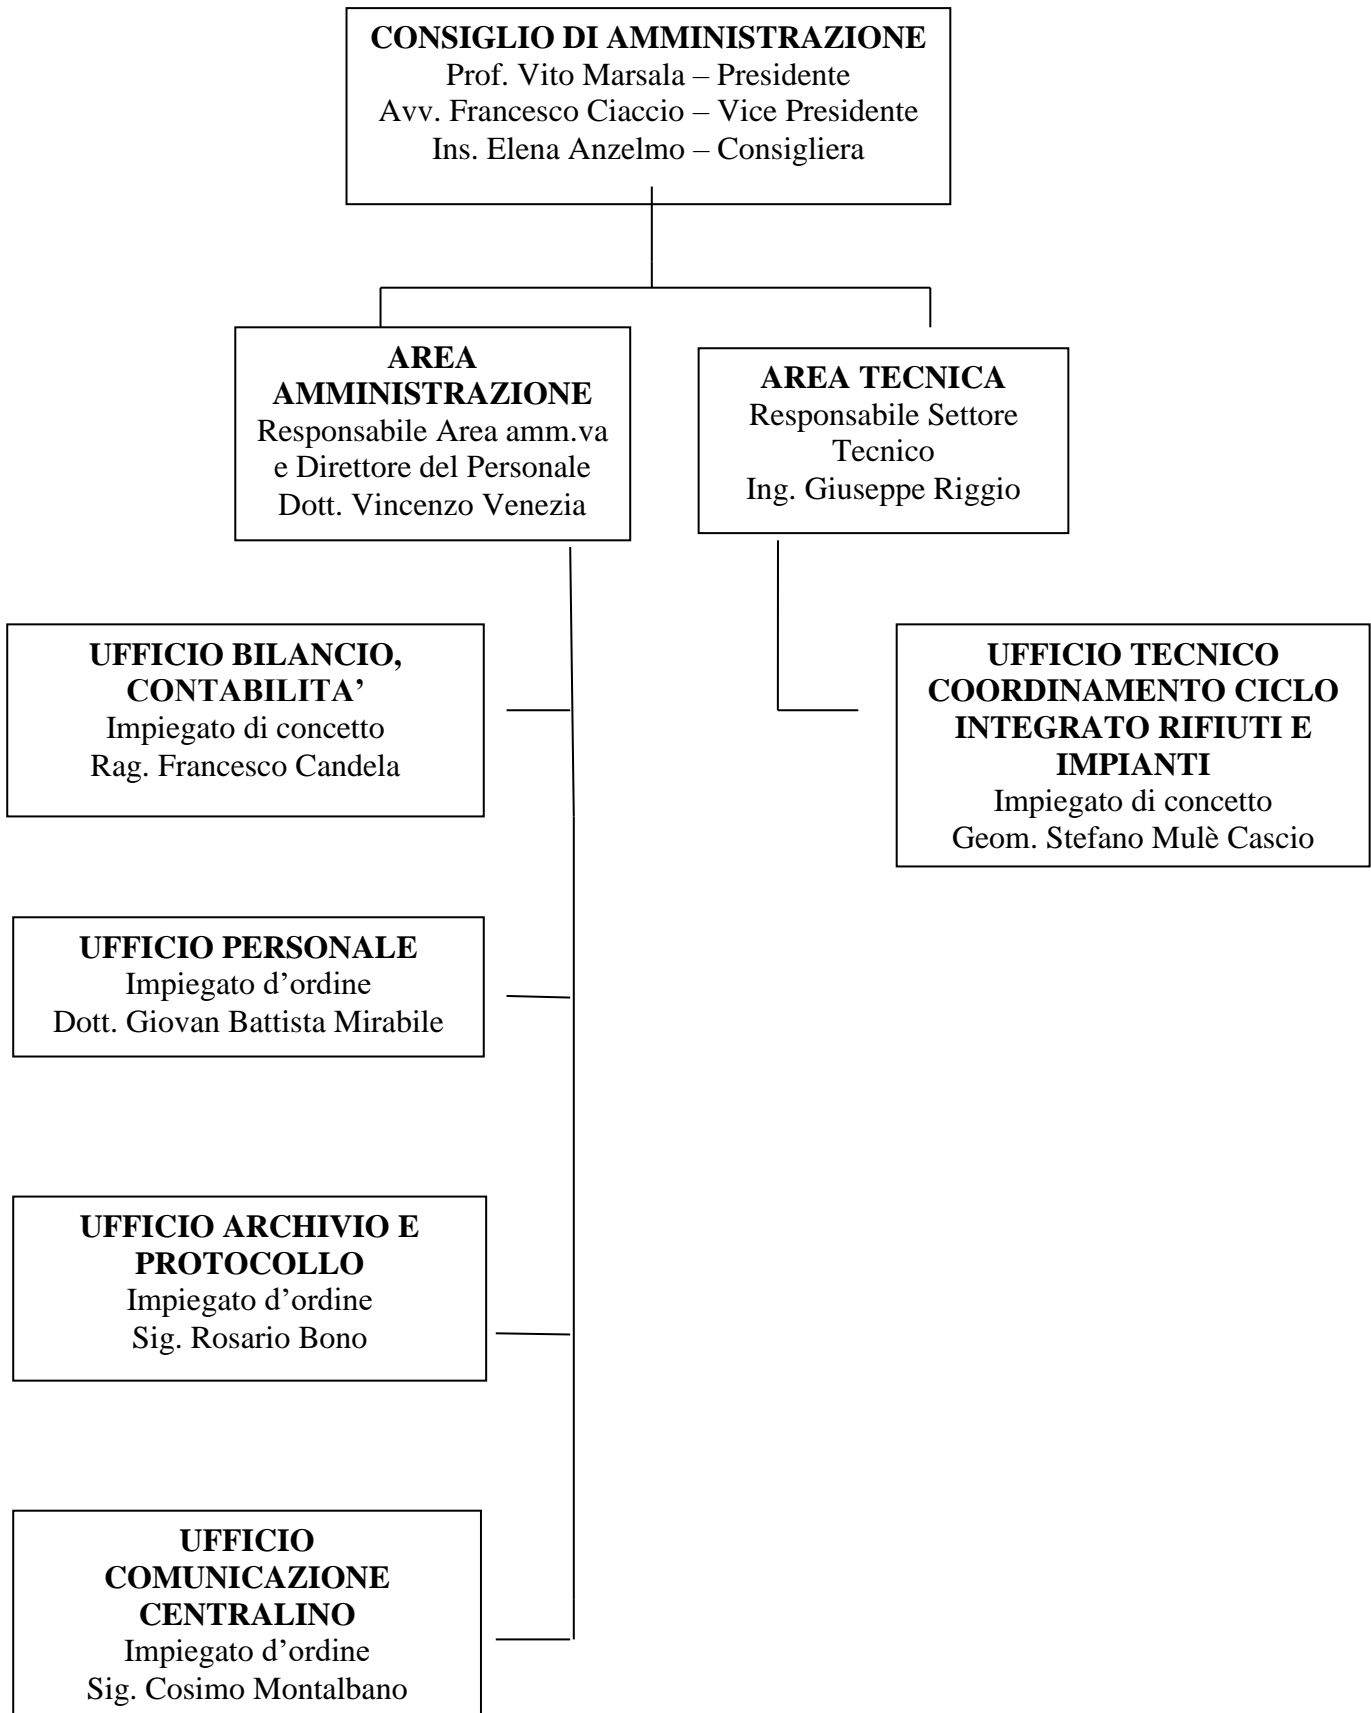 CONSIGLIO DI AMMINISTRAZIONE
Prof. Vito Marsala – Presidente
Avv. Francesco Ciaccio – Vice Presidente
Ins. Elena Anzelmo – Consigliera
AREA
AMMINISTRAZIONE
Responsabile Area amm.va
e Direttore del Personale
Dott. Vincenzo Venezia
AREA TECNICA
Responsabile Settore
Tecnico
Ing. Giuseppe Riggio
UFFICIO BILANCIO,
CONTABILITA’
Impiegato di concetto
Rag. Francesco Candela
UFFICIO TECNICO
COORDINAMENTO CICLO
INTEGRATO RIFIUTI E
IMPIANTI
Impiegato di concetto
Geom. Stefano Mulè Cascio
UFFICIO PERSONALE
Impiegato d’ordine
Dott. Giovan Battista Mirabile
UFFICIO ARCHIVIO E
PROTOCOLLO
Impiegato d’ordine
Sig. Rosario Bono
UFFICIO
COMUNICAZIONE
CENTRALINO
Impiegato d’ordine
Sig. Cosimo Montalbano